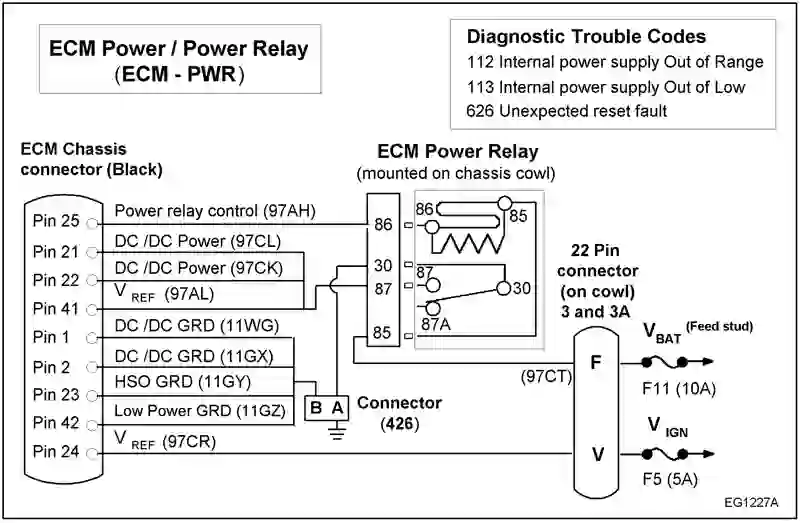 ECM Power / Power Relay
(ECM - PWR)
Diagnostic Trouble Codes
112 Internal power supply Out of Range
113 Internal power supply Out of Low
626 Unexpected reset fault
ECM Chassis
connector (Black)
ECM Power Relay
(mounted on chassis cowl)
Pin 25
Power relay control (97AH)
Pin 21
DC /DC Power (97CL)
Pin 22
DC /DC Power (97CK)
Pin 41
V REF (97AL)
Pin 1
DC /DC GRD (11WG)
Pin 2
DC /DC GRD (11GX)
Pin 23
HSO GRD (11GY)
Pin 42
Low Power GRD (11GZ)
Pin 24
V REF (97CR)
86
30
87
85
86
85
87
30
87A
B A
Connector
(426)
22 Pin
connector
(on cowl)
3 and 3A
(97CT)
F
V
V BAT (Feed stud)
F11 (10A)
V IGN
F5 (5A)
EG1227A